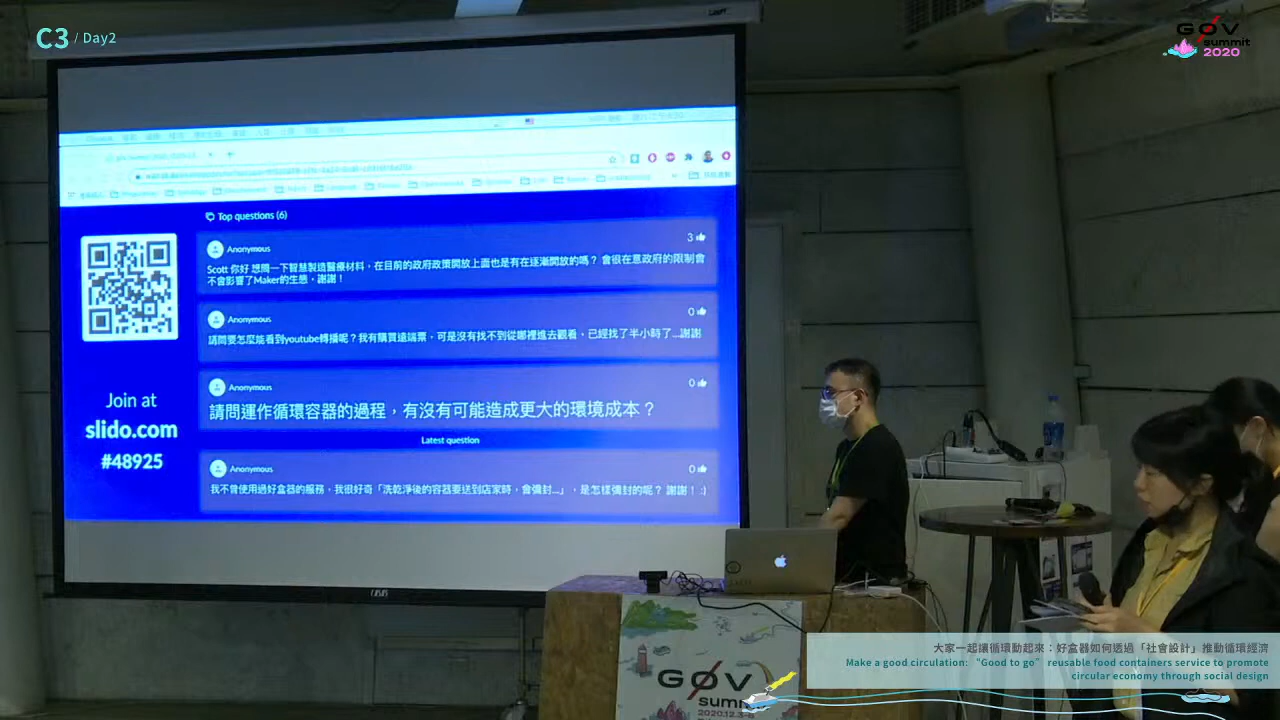 C3 / Day2
GØV
summit
2020
Top questions (6)
Anonymous
3
Scott 你好 想問一下智慧製造醫療材料，在目前的政府政策開放上面也是有在逐漸開放的嗎？ 會很在意政府的限制會
不會影響了Maker的生態，謝謝！
Anonymous
0
請問要怎麼能看到youtube轉播呢？我有購買遠端票，可是沒有找不到從哪裡進去觀看，已經找了半小時了...謝謝
Anonymous
0
請問運作循環容器的過程，有沒有可能造成更大的環境成本？
Latest question
Anonymous
0
我不曾使用過好盒器的服務，我很好奇「洗乾淨後的容器要送到店家時，會彌封...」，是怎樣彌封的呢？ 謝謝！:)
Join at
slido.com
#48925
GØV
summit
2020.12.3-6
大家一起讓循環動起來：好盒器如何透過「社會設計」推動循環經濟
Make a good circulation: “Good to go” reusable food containers service to promote
circular economy through social design